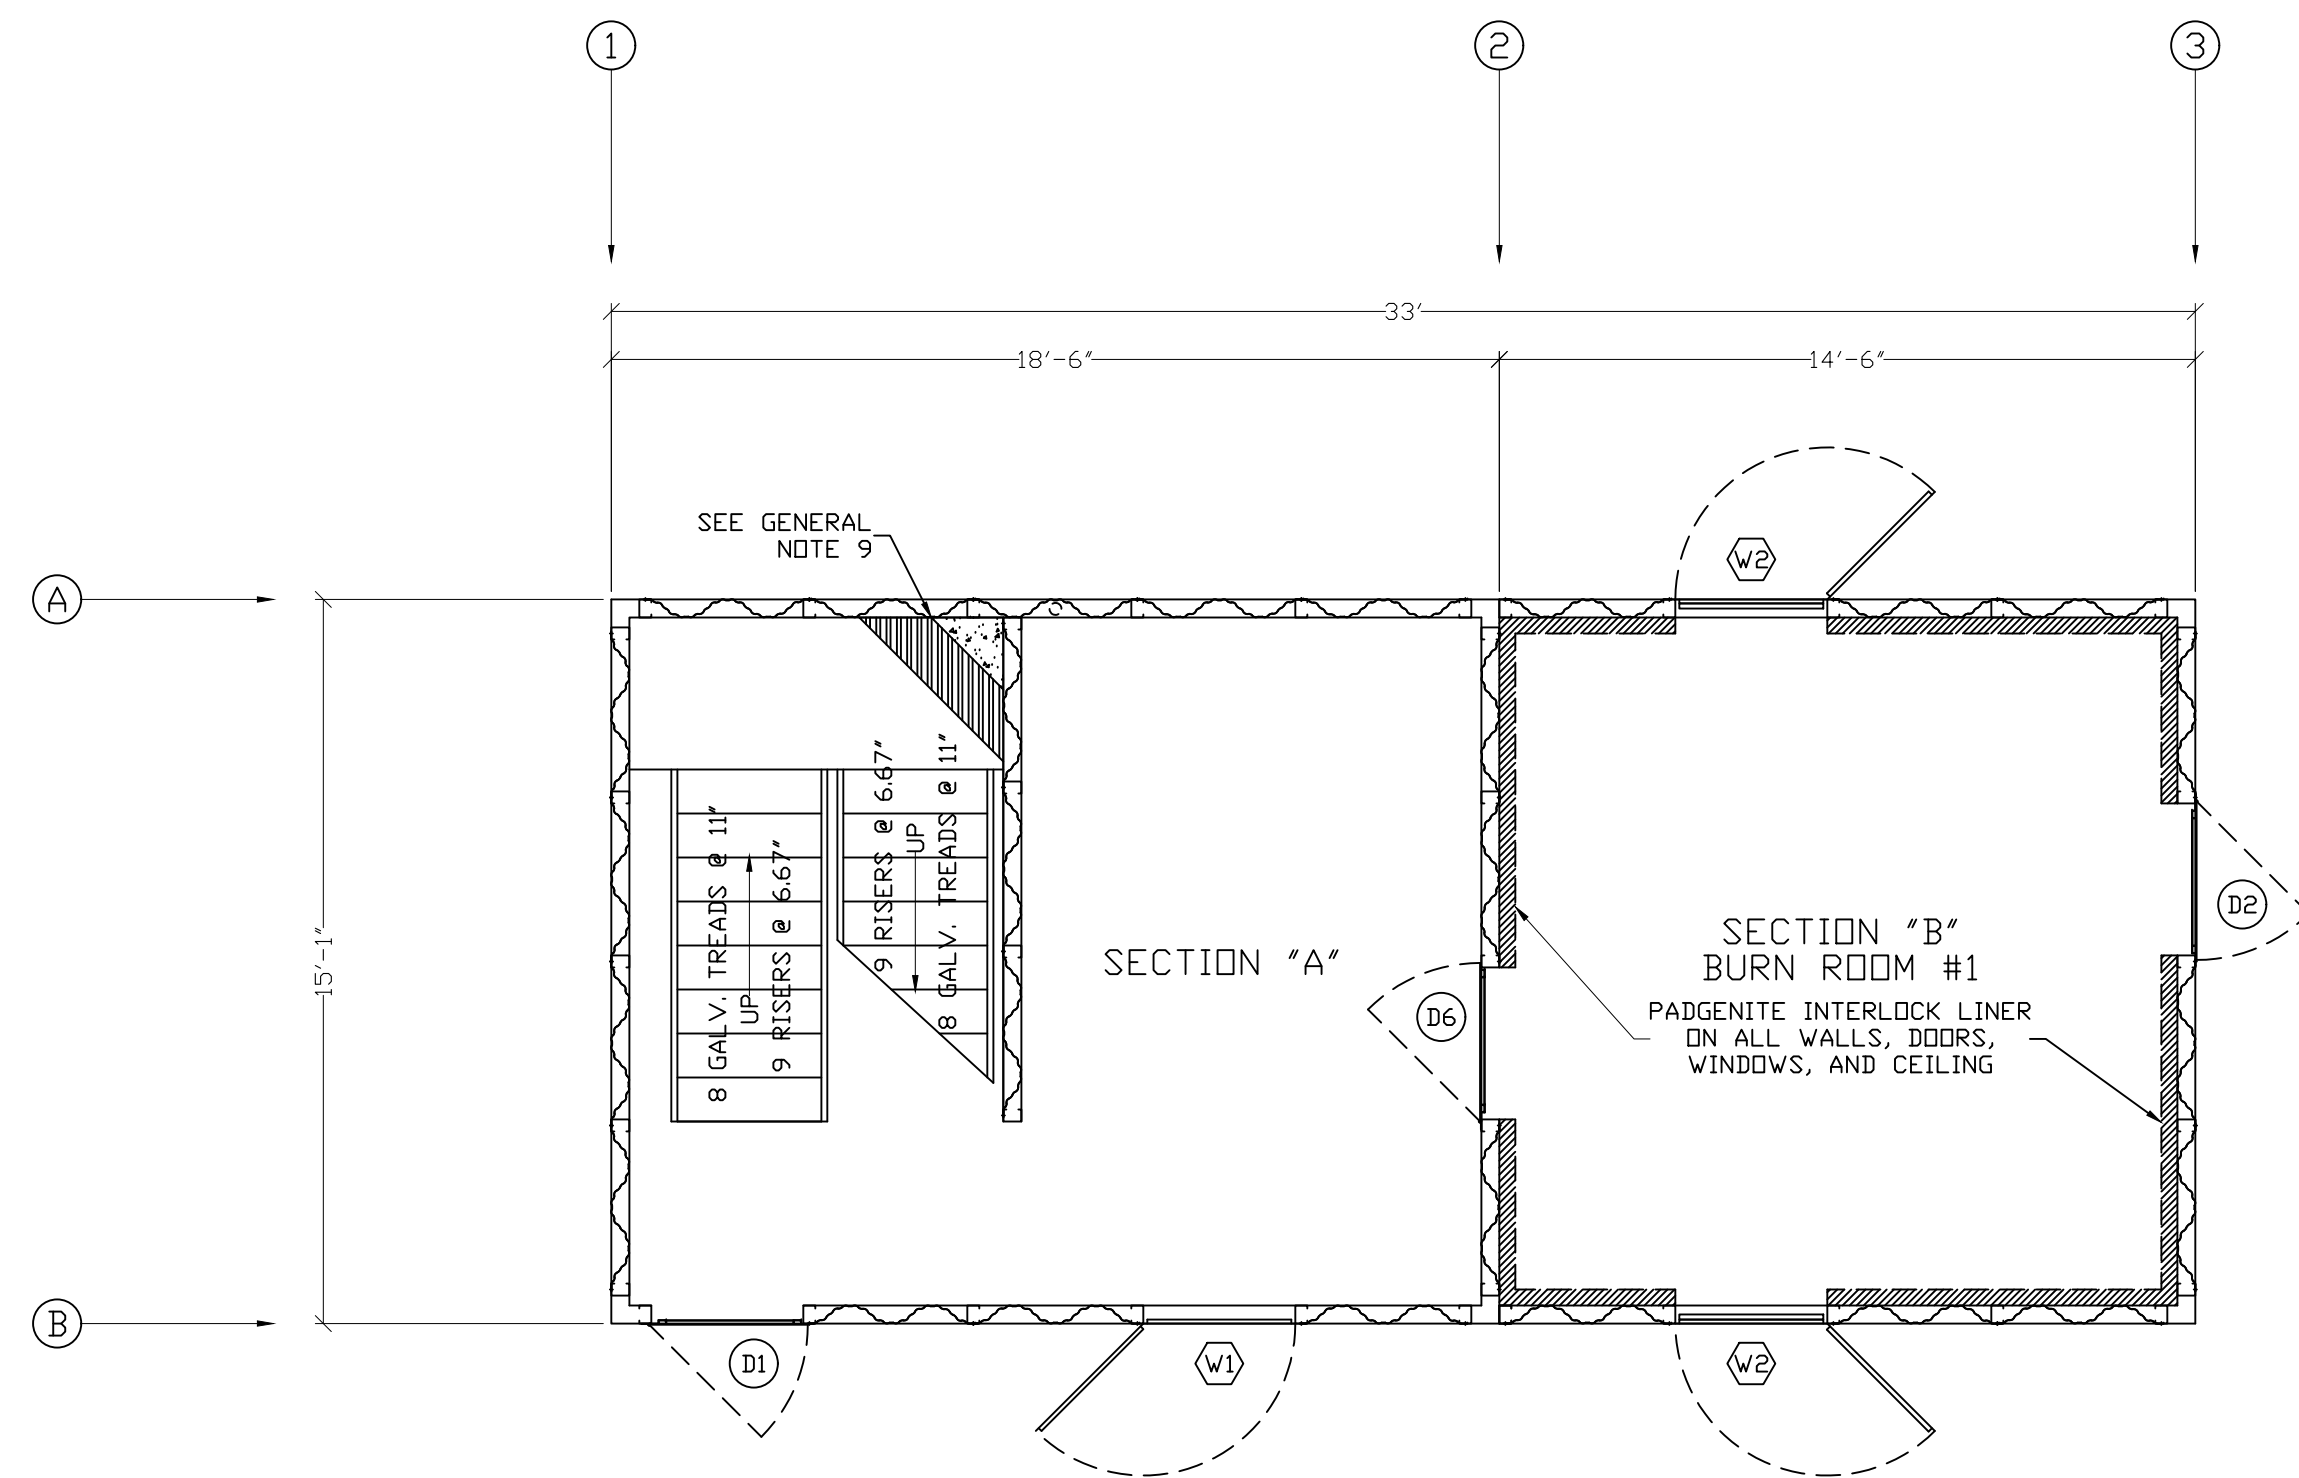 1
2
3
33'
18'-6"
14'-6"
SEE GENERAL
NOTE 9
W2
A
15'-1"
8 GALV. TREADS @ 11"
UP
9 RISERS @ 6.67"
9 RISERS @ 6.67"
UP
8 GALV. TREADS @ 11"
SECTION "A"
D6
SECTION "B"
BURN ROOM #1
PADGENITE INTERLOCK LINER
ON ALL WALLS, DOORS,
WINDOWS, AND CEILING
D2
B
D1
W1
W2